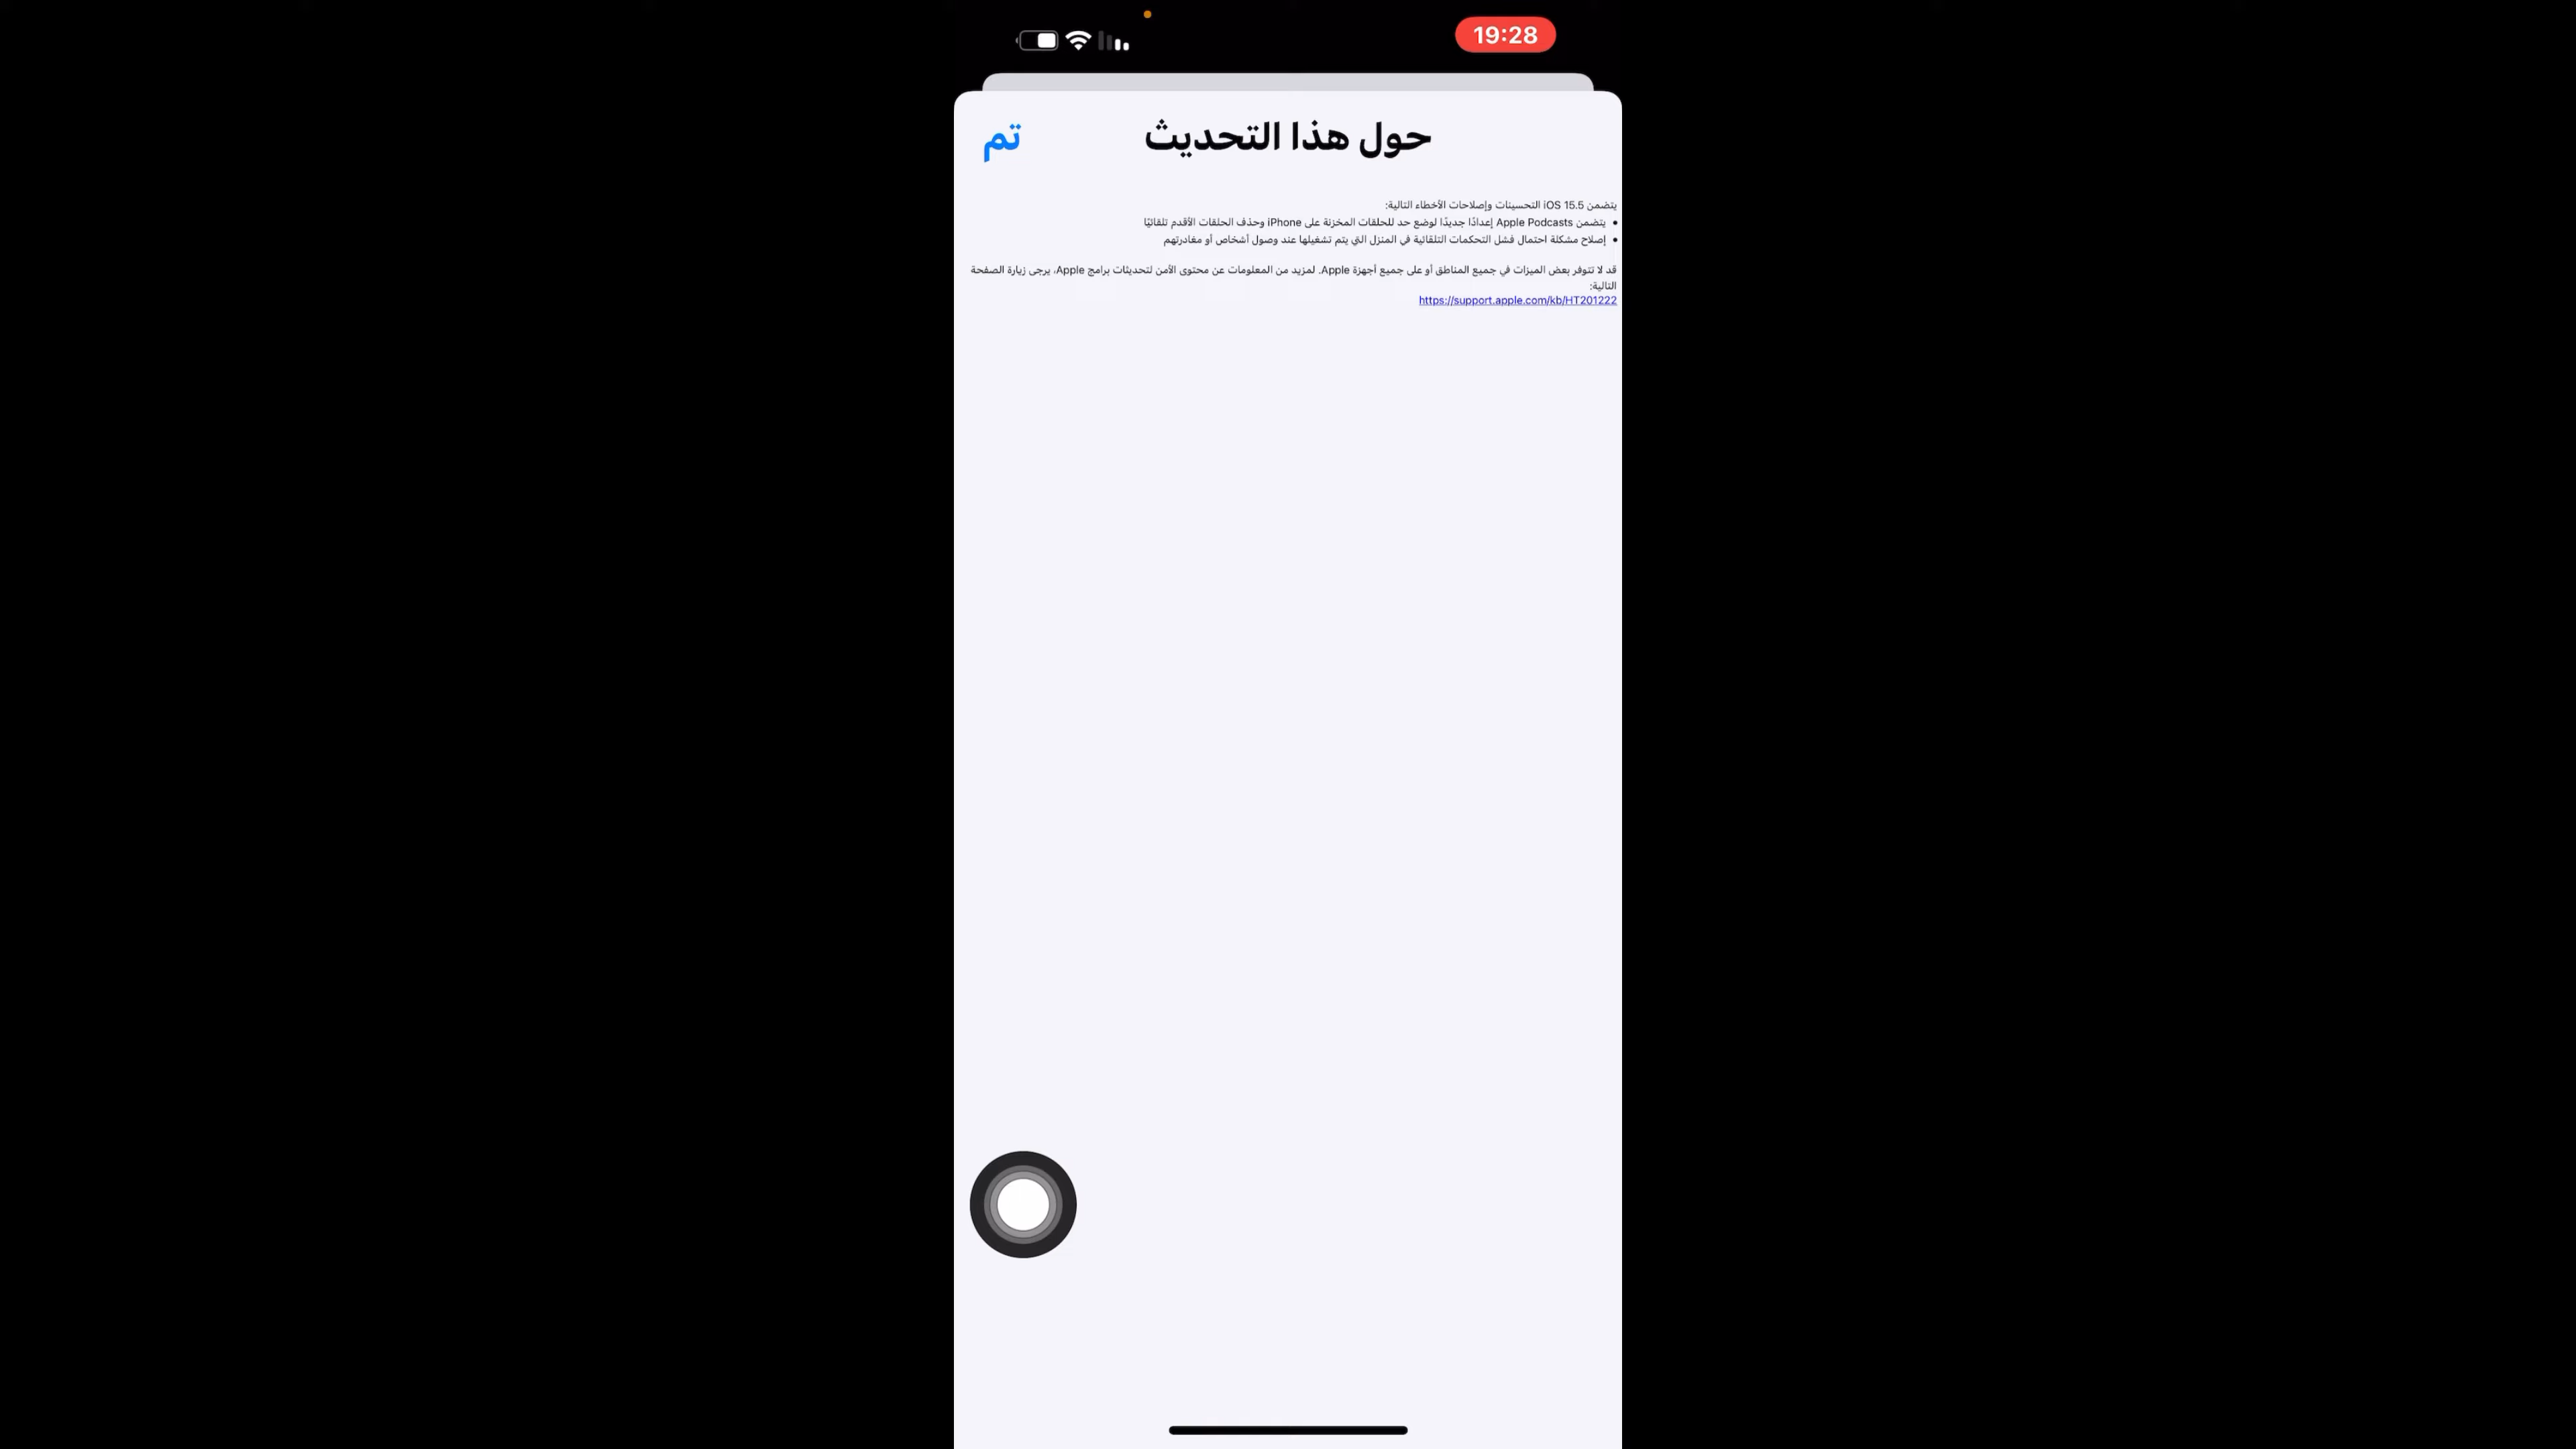 19:28
حول هذا التحديث
تم
يتضمن iOS 15.5 التحسينات وإصلاحات الأخطاء التالية:
• يتضمن Apple Podcasts إعدادًا جديدًا لوضع حد للحلقات المخزنة على iPhone وحذف الحلقات الأقدم تلقائيًا
• إصلاح مشكلة احتمال فشل التحكمات التلقائية في المنزل التي يتم تشغيلها عند وصول أشخاص أو مغادرتهم
قد لا تتوفر بعض الميزات في جميع المناطق أو على جميع أجهزة Apple. لمزيد من المعلومات عن محتوى الأمن لتحديثات برامج Apple، يرجى زيارة الصفحة
التالية:
https://support.apple.com/kb/HT201222